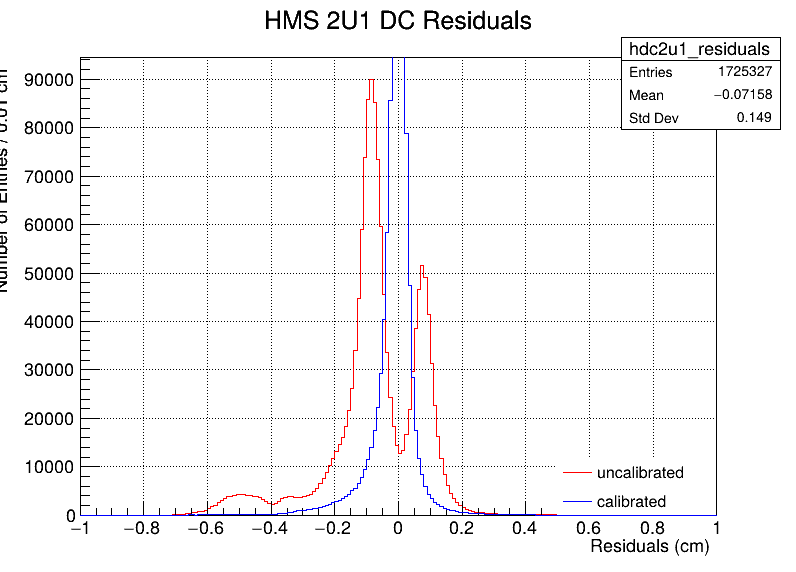 HMS 2U1 DC Residuals
hdc2u1_residuals
Entries 1725327
Mean −0.07158
Std Dev 0.149
Number of Entries / 0.01 cm
90000
80000
70000
60000
50000
40000
30000
20000
10000
0
uncalibrated
calibrated
−1 −0.8 −0.6 −0.4 −0.2 0 0.2 0.4 0.6 0.8 1
Residuals (cm)